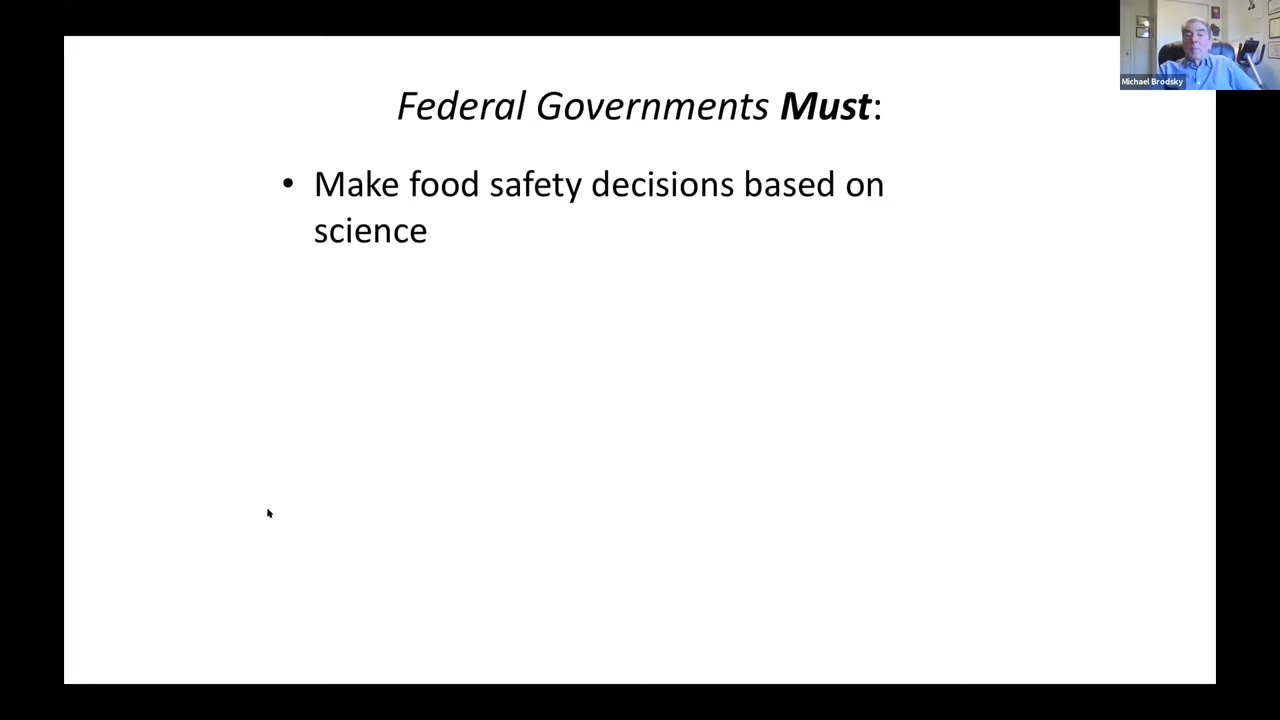 Federal Governments Must:
• Make food safety decisions based on
science
Michael Brodsky